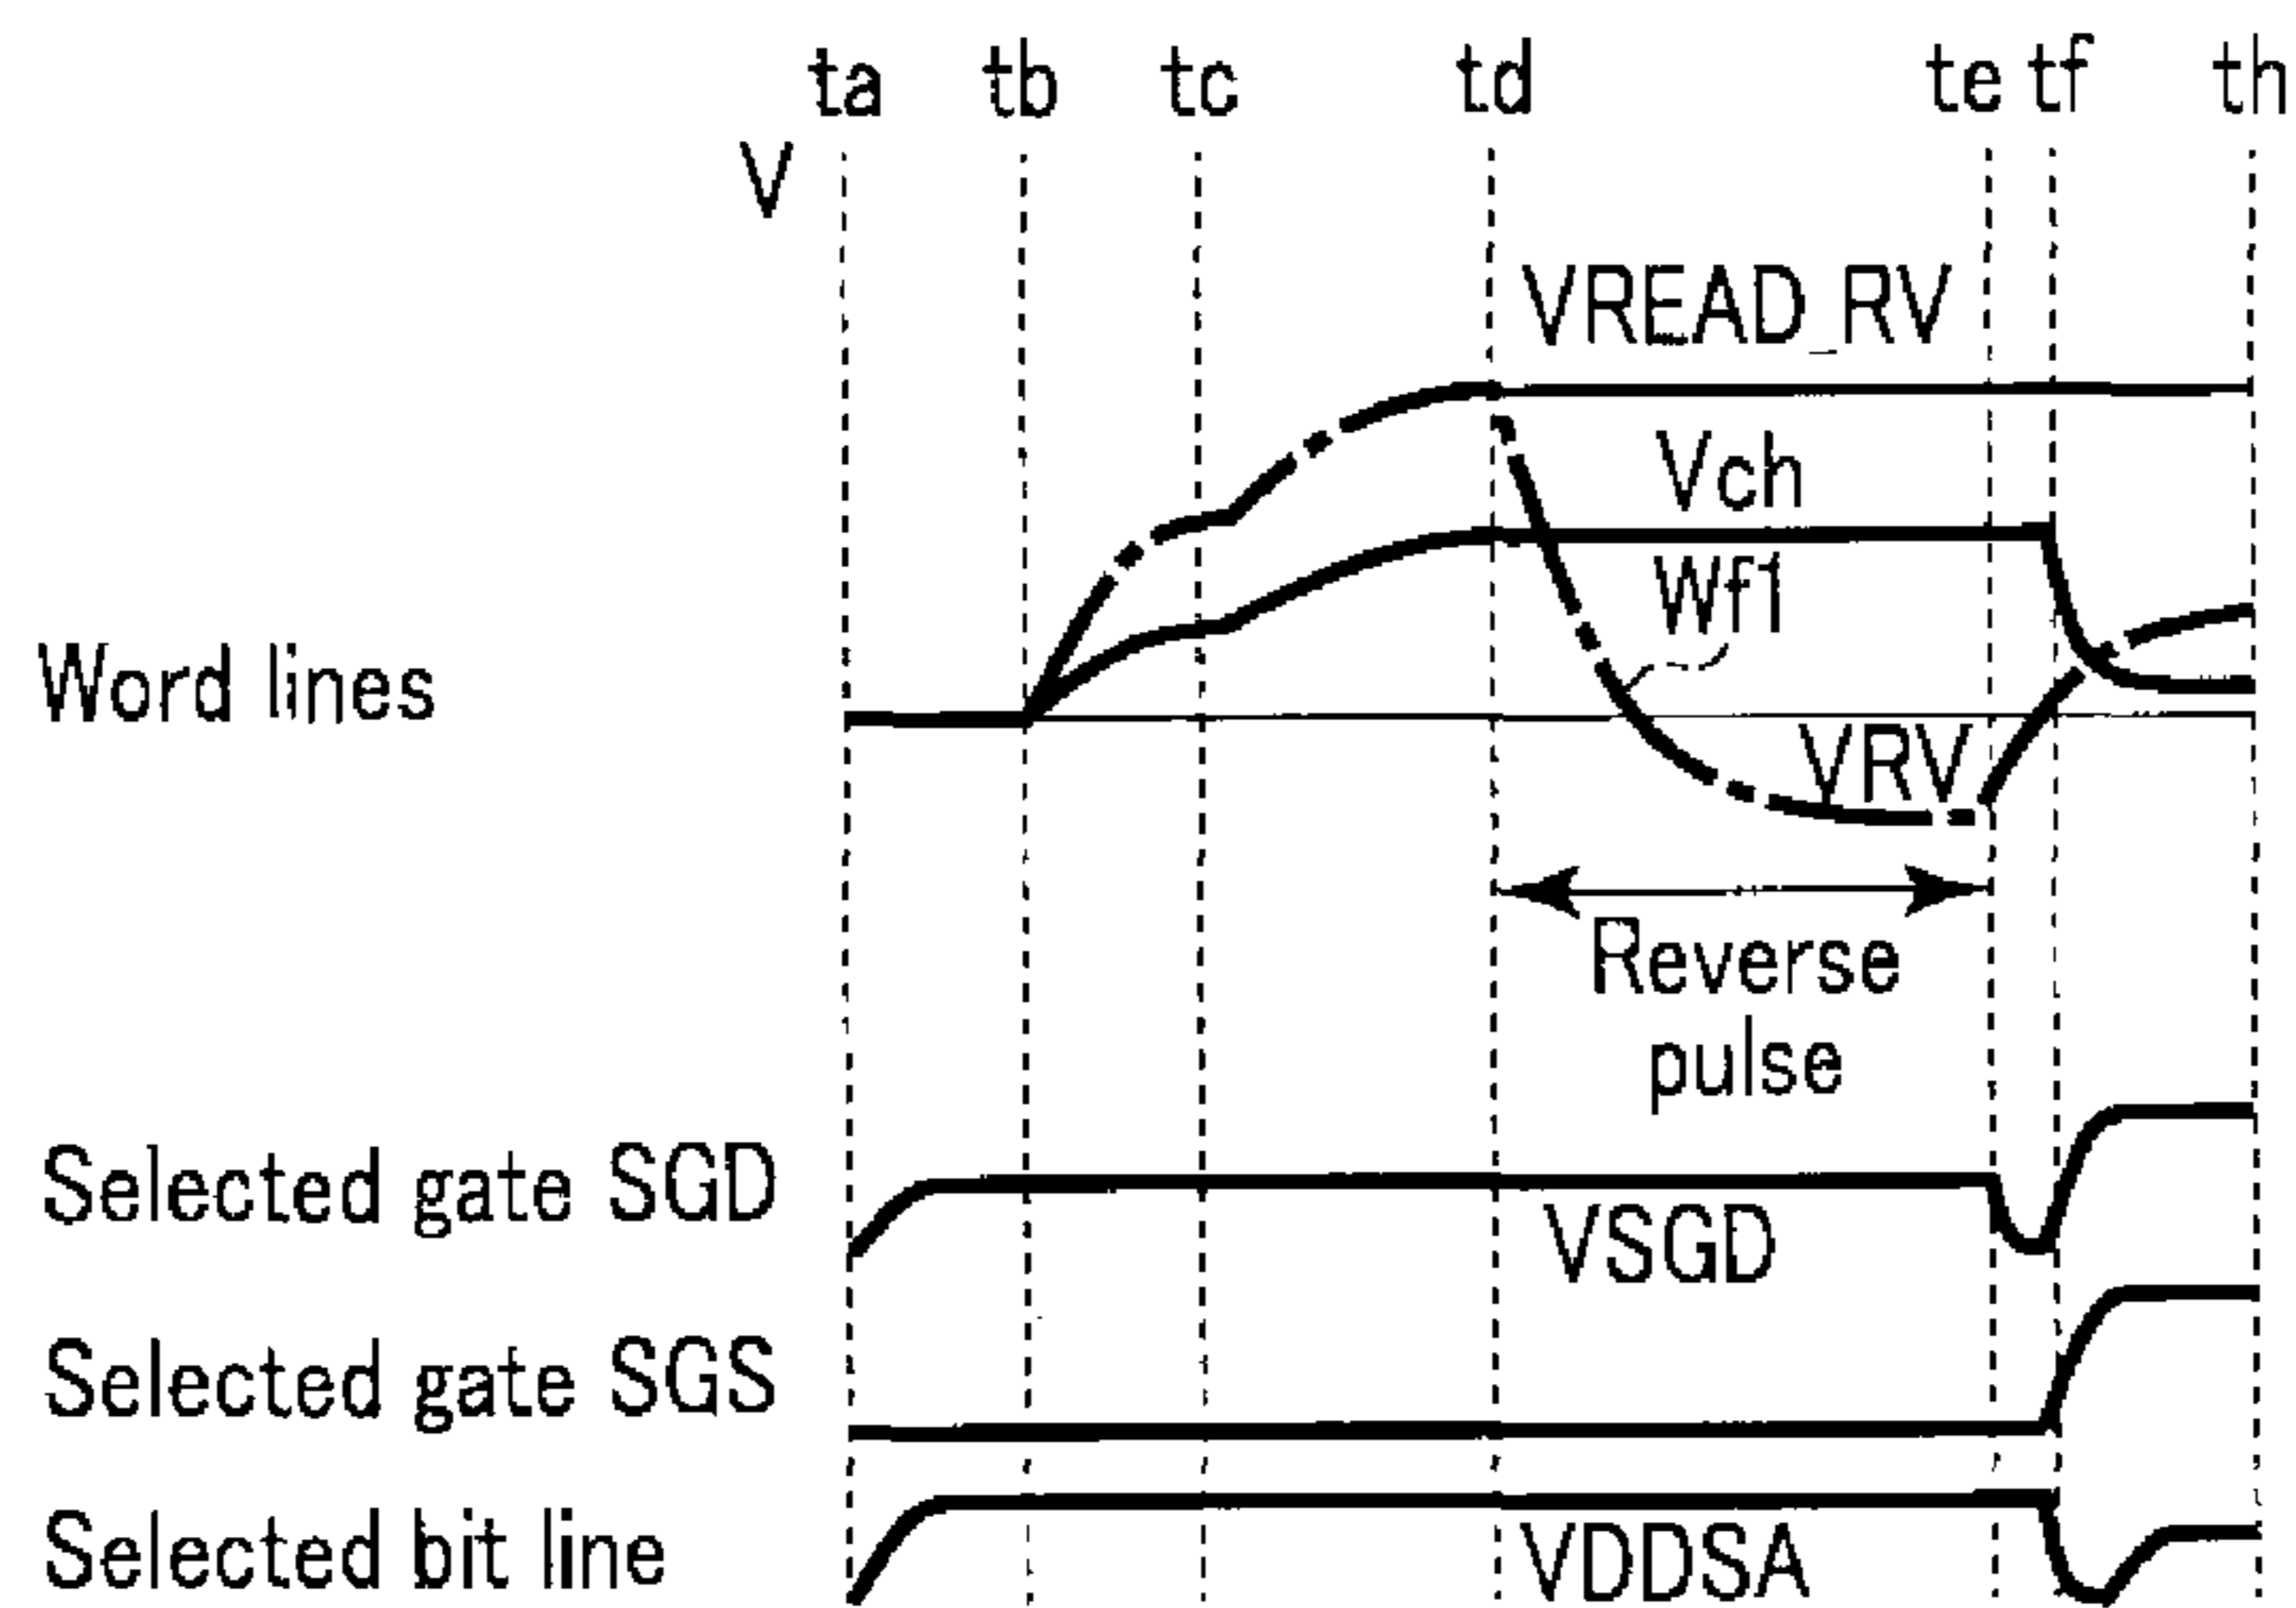 ta tb tc td te tf th
V
VREAD_RV
Vch
Wf1
Word lines
VRV
Reverse
pulse
Selected gate SGD
VSGD
Selected gate SGS
Selected bit line
VDDSA